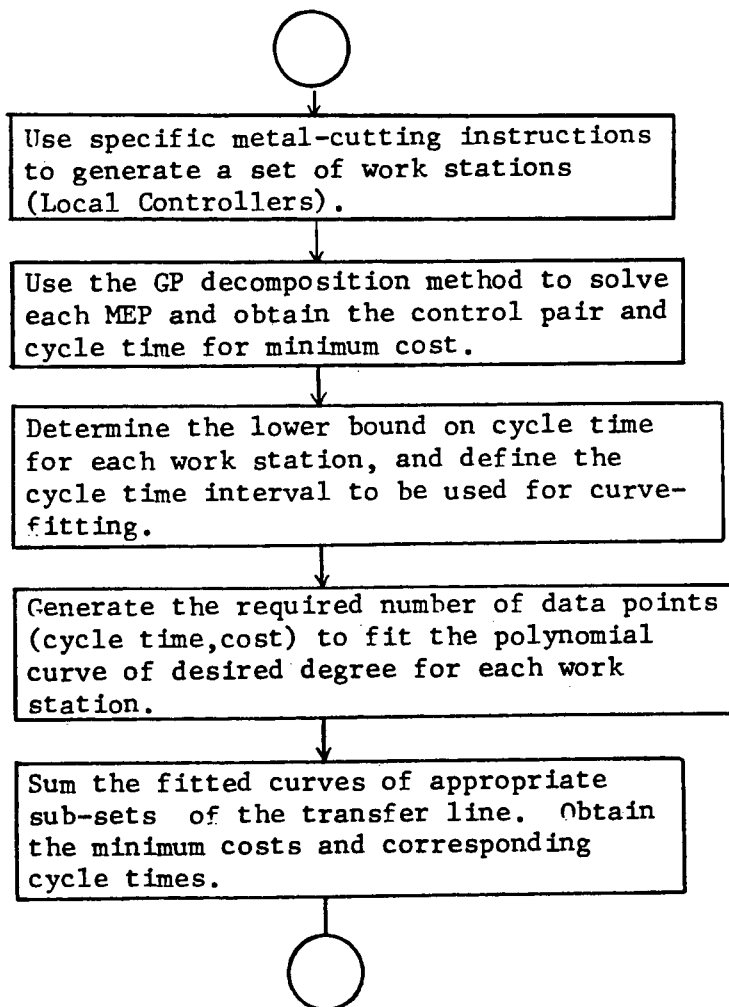 Use specific metal-cutting instructions
to generate a set of work stations
(Local Controllers).
Use the GP decomposition method to solve
each MEP and obtain the control pair and
cycle time for minimum cost.
Determine the lower bound on cycle time
for each work station, and define the
cycle time interval to be used for curve-
fitting.
Generate the required number of data points
(cycle time,cost) to fit the polynomial
curve of desired degree for each work
station.
Sum the fitted curves of appropriate
sub-sets of the transfer line. Obtain
the minimum costs and corresponding
cycle times.